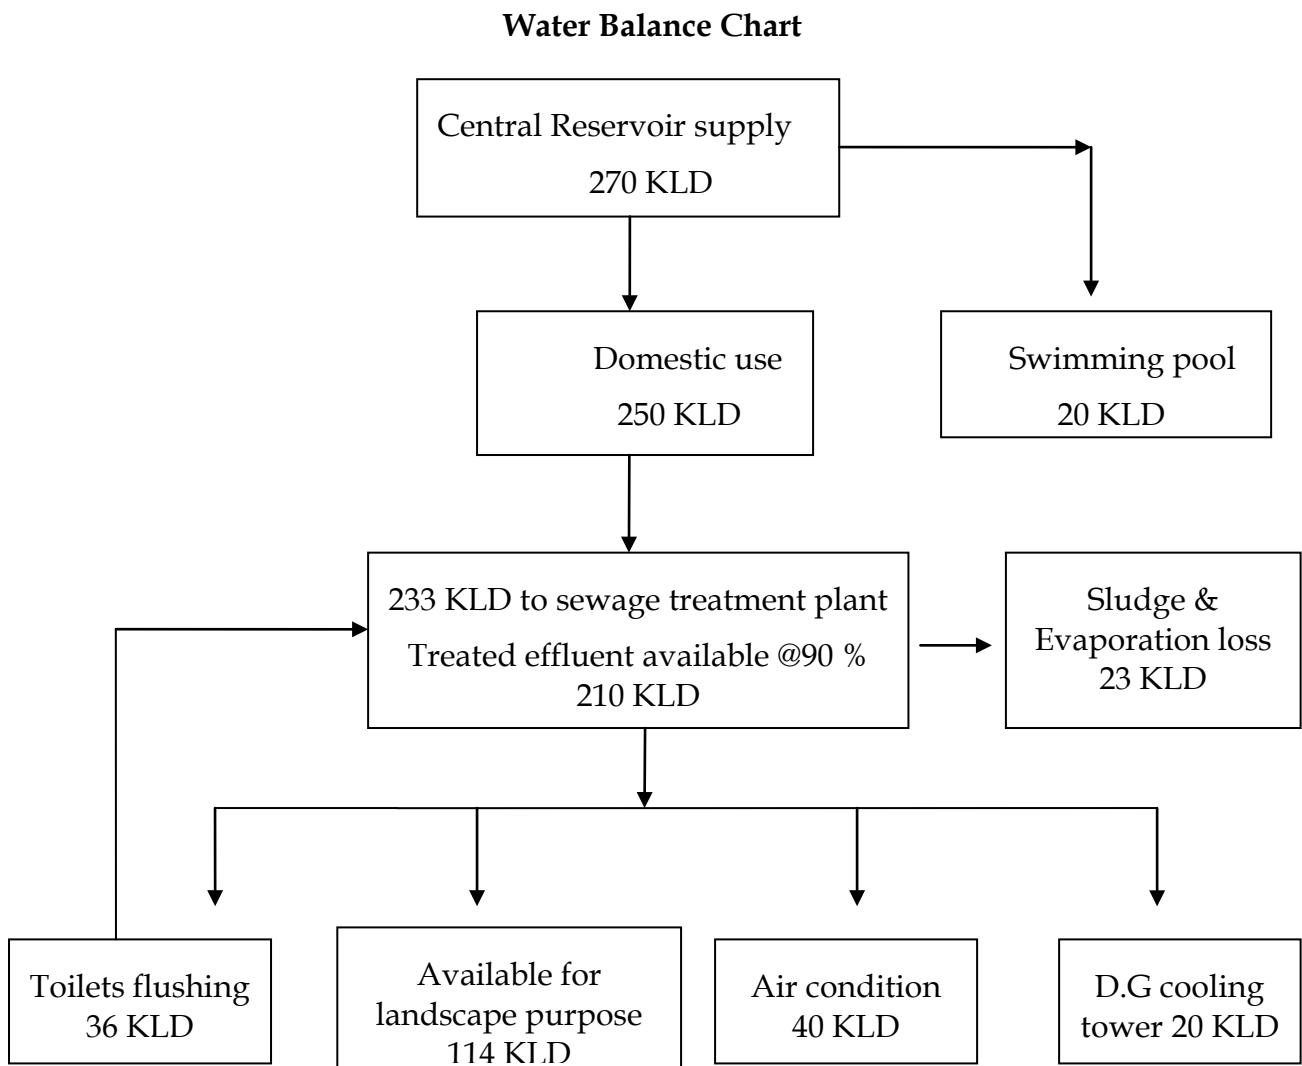 Water Balance Chart
Central Reservoir supply
270 KLD
Domestic use
250 KLD
Swimming pool
20 KLD
233 KLD to sewage treatment plant
Treated effluent available @90 %
210 KLD
Sludge &
Evaporation loss
23 KLD
Toilets flushing
36 KLD
Available for
landscape purpose
114 KLD
Air condition
40 KLD
D.G cooling
tower 20 KLD